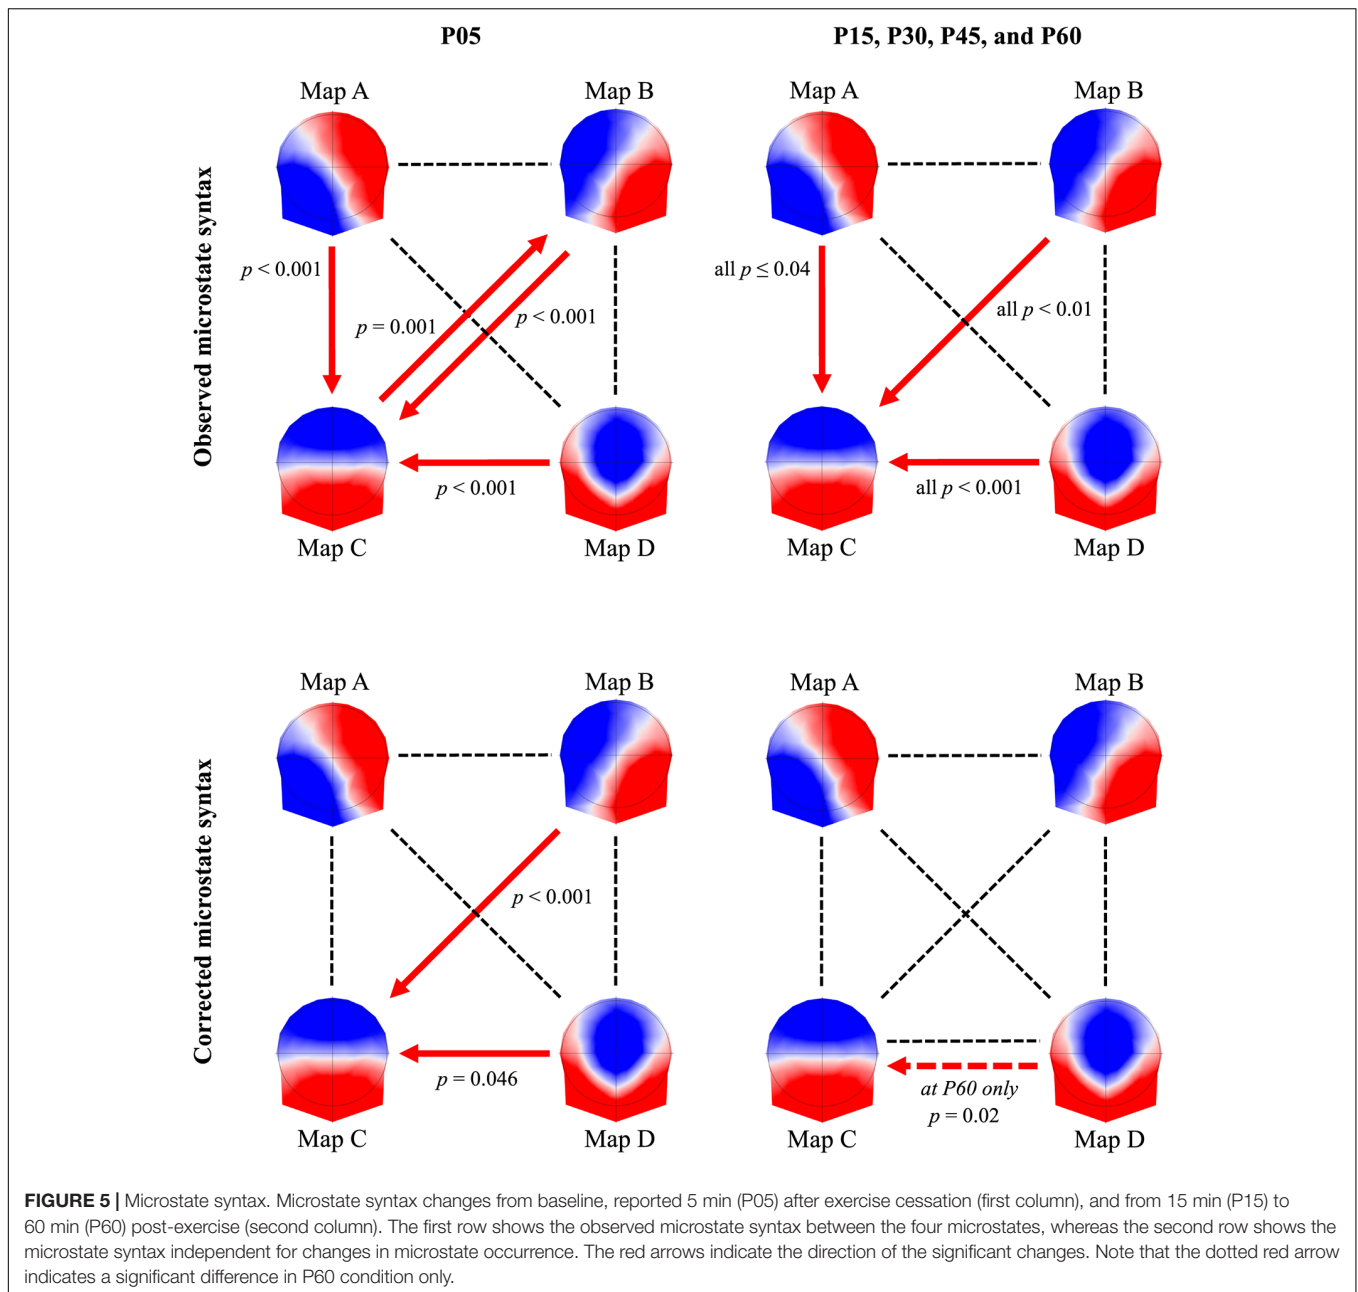 P05
P15, P30, P45, and P60
Observed microstate syntax
Map A
Map B
p < 0.001
p = 0.001
p < 0.001
p < 0.001
Map C
Map D
Map A
Map B
all p ≤ 0.04
all p < 0.01
all p < 0.001
Map C
Map D
Corrected microstate syntax
Map A
Map B
p < 0.001
p = 0.046
Map C
Map D
Map A
Map B
at P60 only
p = 0.02
Map C
Map D
FIGURE 5 | Microstate syntax. Microstate syntax changes from baseline, reported 5 min (P05) after exercise cessation (first column), and from 15 min (P15) to
60 min (P60) post-exercise (second column). The first row shows the observed microstate syntax between the four microstates, whereas the second row shows the
microstate syntax independent for changes in microstate occurrence. The red arrows indicate the direction of the significant changes. Note that the dotted red arrow
indicates a significant difference in P60 condition only.